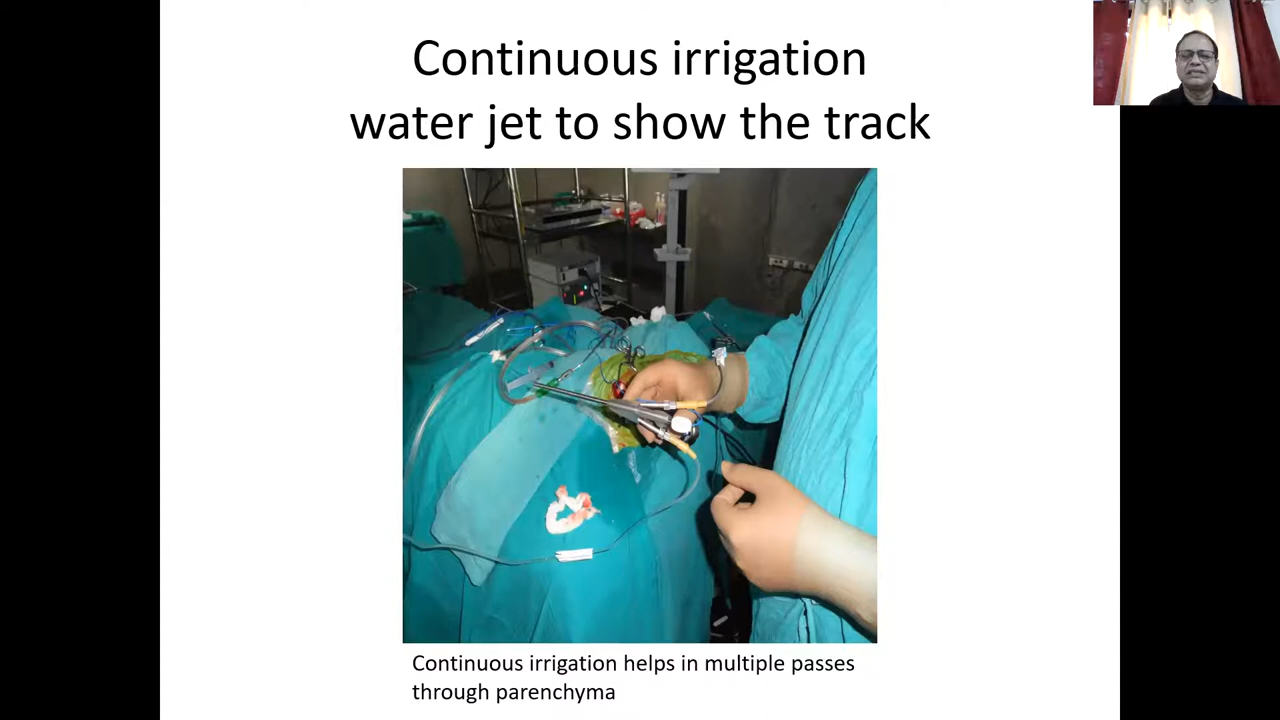 Continuous irrigation
water jet to show the track
Continuous irrigation helps in multiple passes
through parenchyma